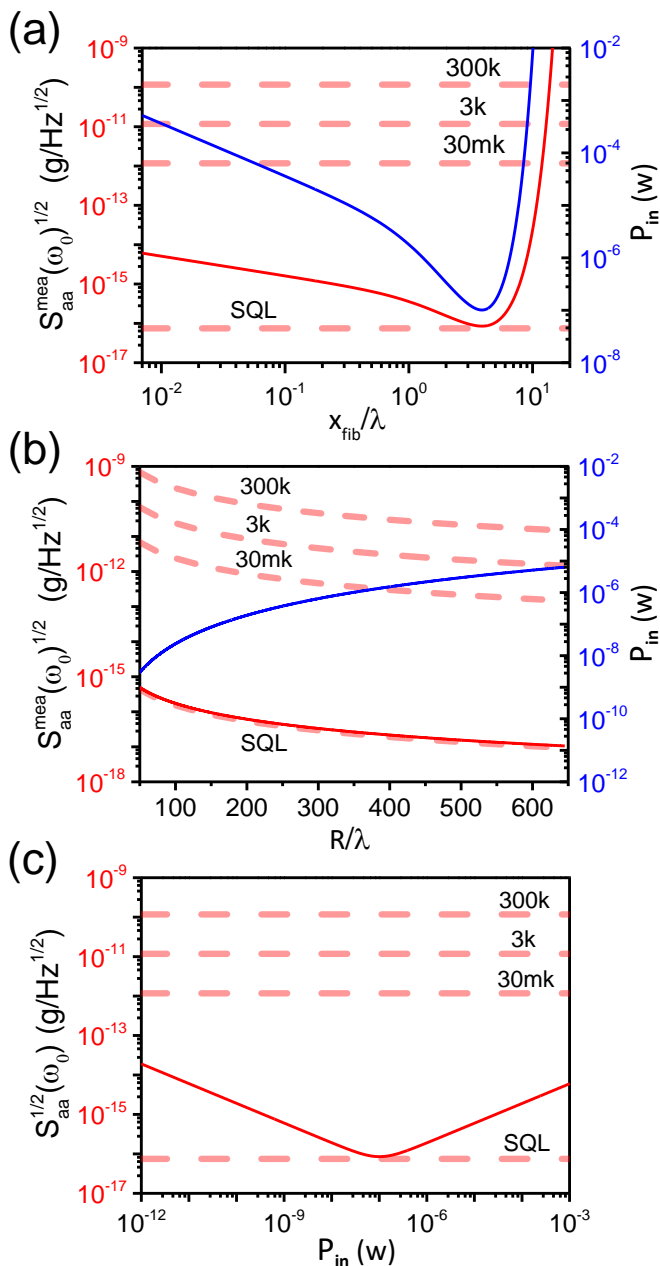 (a)
10^-9
10^-11
10^-13
10^-15
10^-17
S_aa^mea(ω_0)^1/2 (g/Hz^1/2)
300k
3k
30mk
SQL
10^-2
10^-4
10^-6
10^-8
P_in (w)
10^-2 10^-1 10^0 10^1
x_fib/λ
(b)
10^-9
10^-12
10^-15
10^-18
S_aa^mea(ω_0)^1/2 (g/Hz^1/2)
300k
3k
30mk
SQL
10^-2
10^-4
10^-6
10^-8
10^-10
10^-12
P_in (w)
100 200 300 400 500 600
R/λ
(c)
10^-9
10^-11
10^-13
10^-15
10^-17
S_aa^1/2(ω_0) (g/Hz^1/2)
300k
3k
30mk
SQL
10^-12 10^-9 10^-6 10^-3
P_in (w)